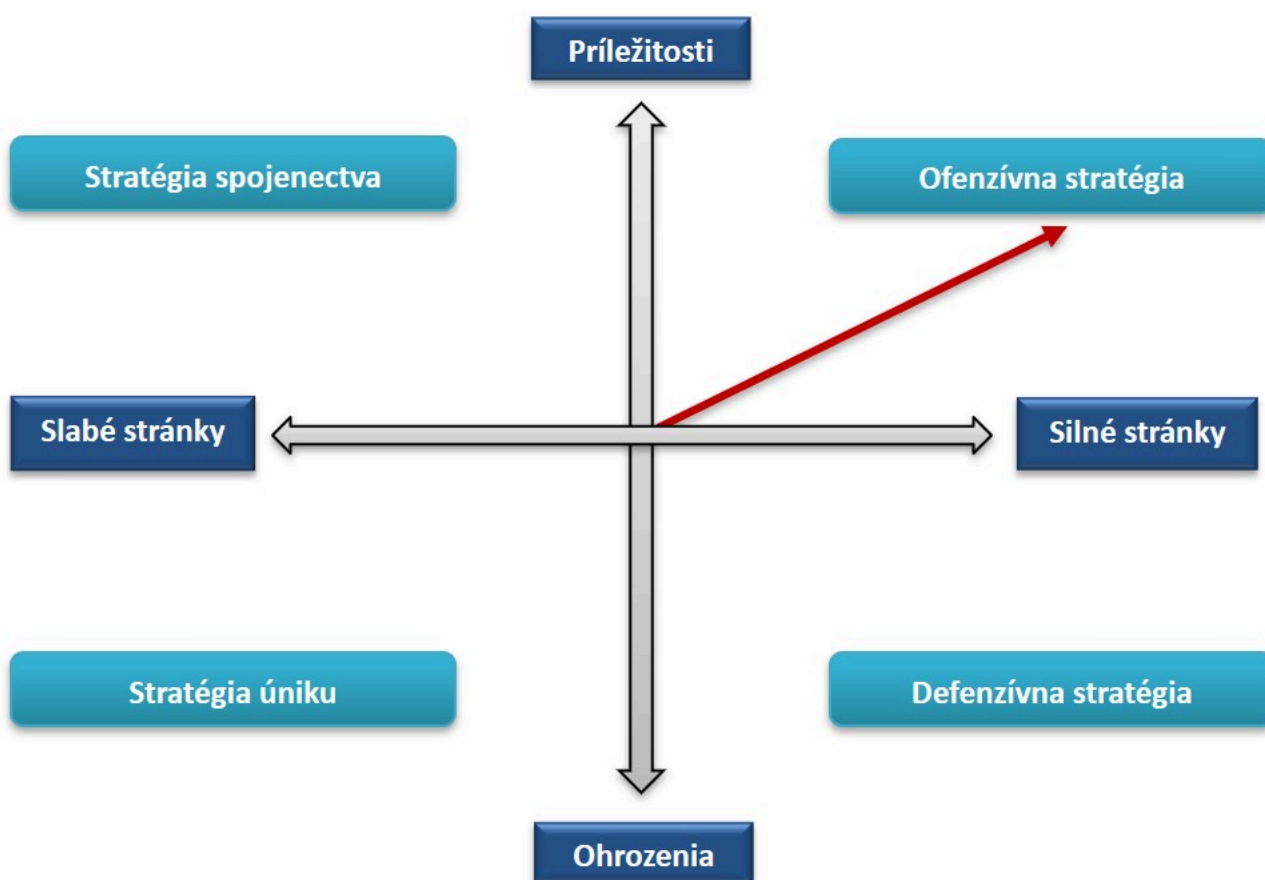 Príležitosti
Stratégia spojenectva
Ofenzívna stratégia
Slabé stránky
Silné stránky
Stratégia úniku
Defenzívna stratégia
Ohrozenia